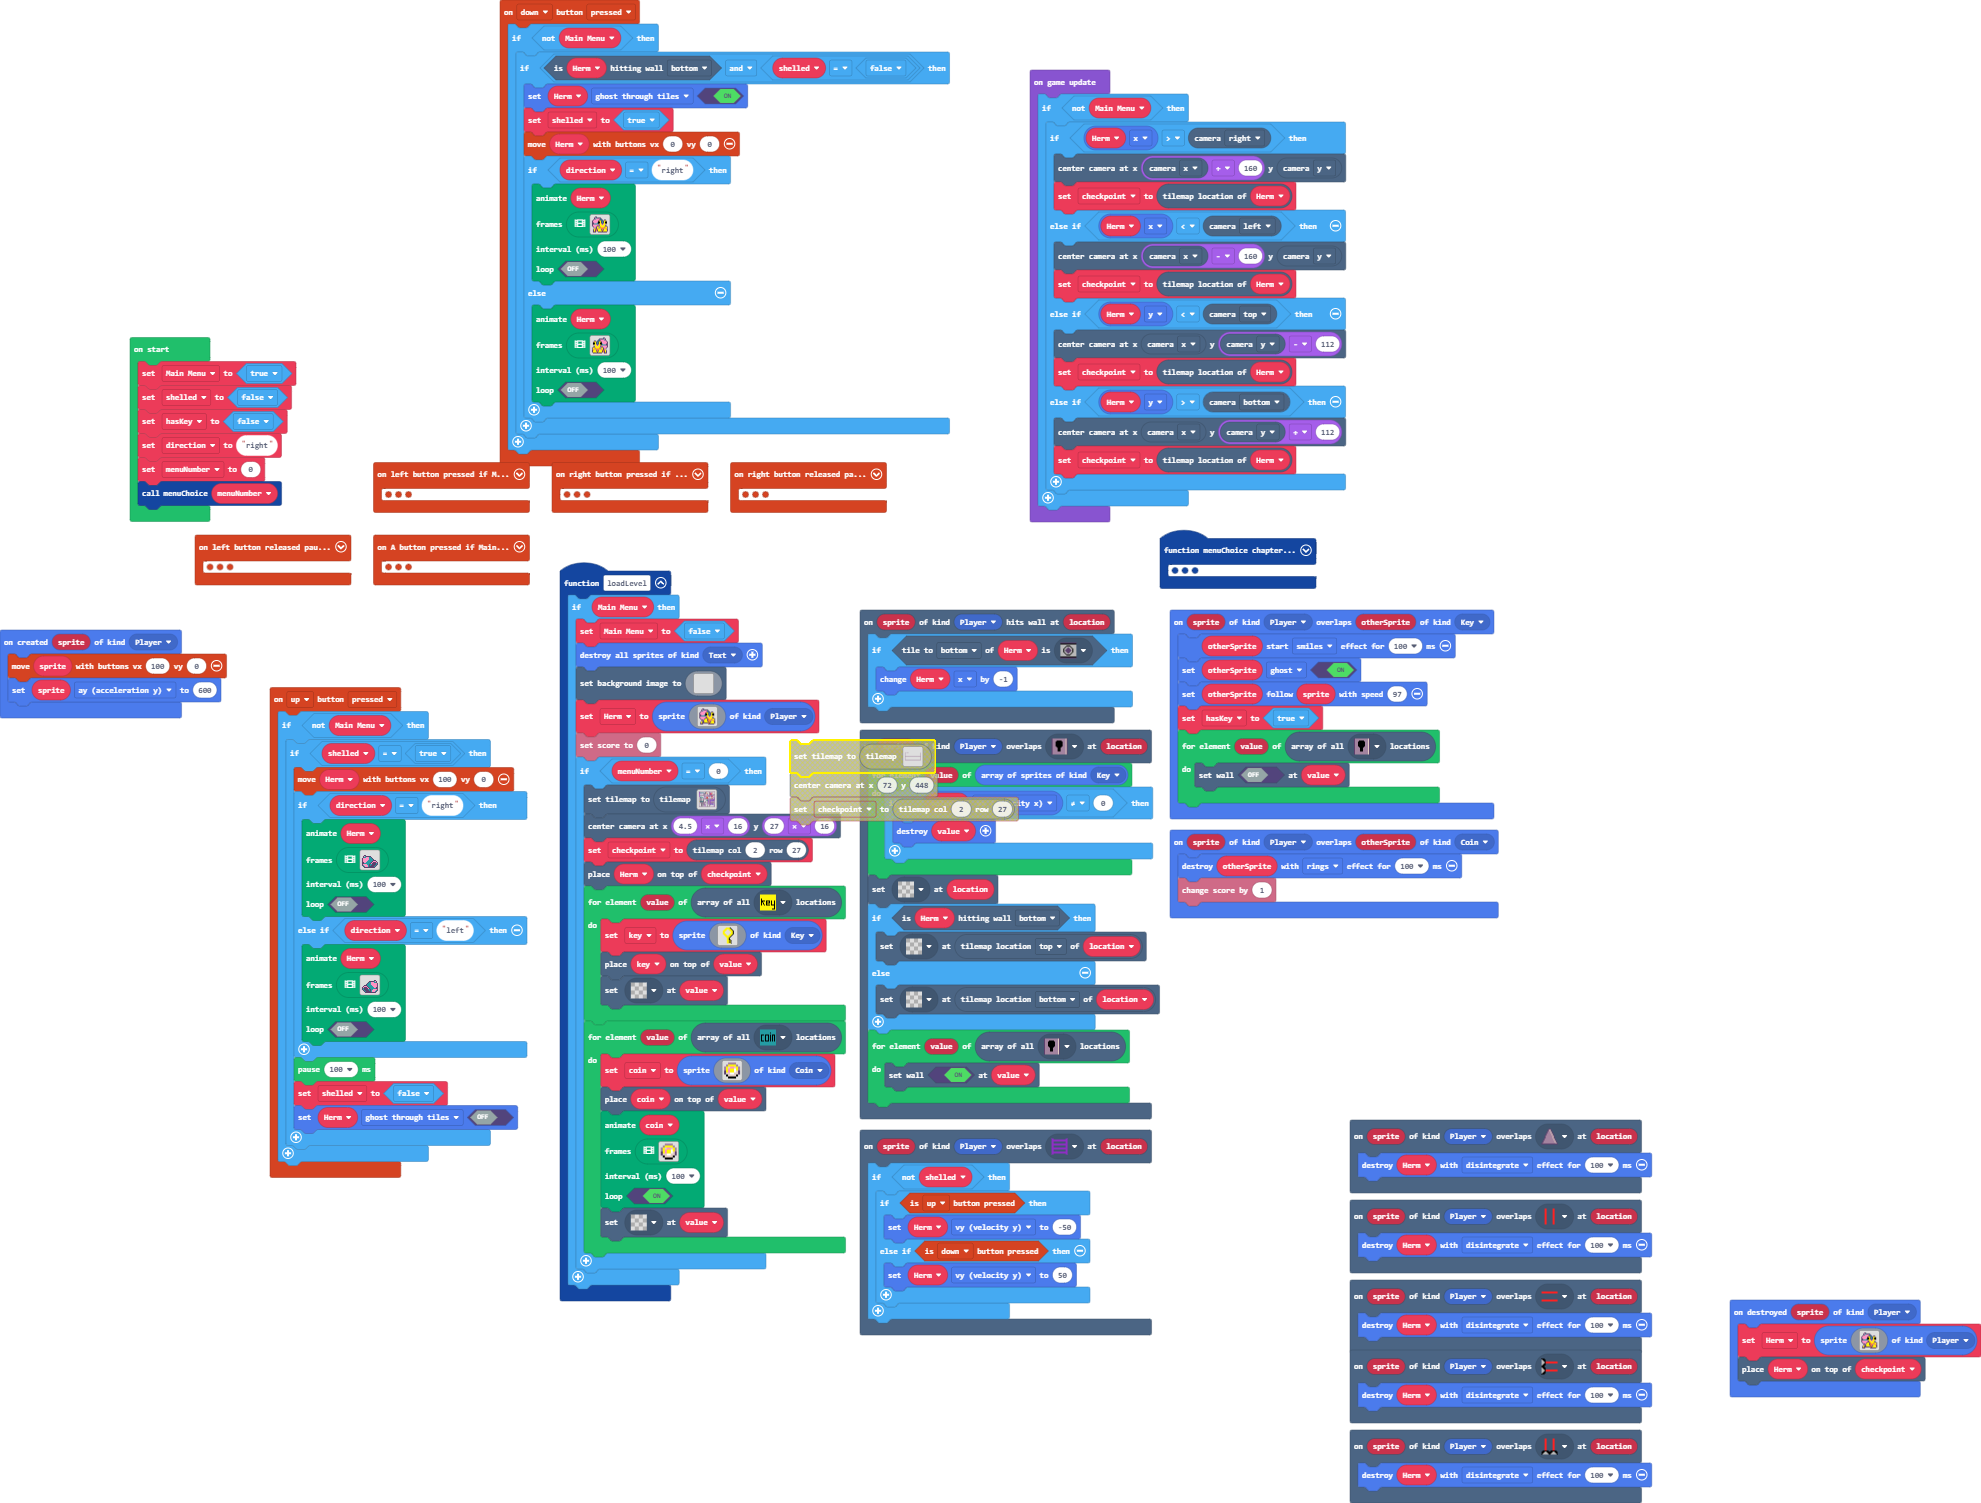 on down button pressed
if not Main Menu then
if is Herm hitting wall bottom and shelled = false then
set Herm ghost through tiles ON
set shelled to true
move Herm with buttons vx 0 vy 0
if direction = "right" then
animate Herm
frames
interval (ms) 100
loop OFF
else
animate Herm
frames
interval (ms) 100
loop OFF
on game update
if not Main Menu then
if Herm x > camera right then
center camera at x camera x + 160 y camera y
set checkpoint to tilemap location of Herm
else if Herm x < camera left then
center camera at x camera x - 160 y camera y
set checkpoint to tilemap location of Herm
else if Herm y < camera top then
center camera at x camera x y camera y - 112
set checkpoint to tilemap location of Herm
else if Herm y > camera bottom then
center camera at x camera x y camera y + 112
set checkpoint to tilemap location of Herm
on start
set Main Menu to true
set shelled to false
set hasKey to false
set direction to "right"
set menuNumber to 0
call menuChoice menuNumber
on left button pressed if M...
on right button pressed if ...
on right button released pa...
on left button released pau...
on A button pressed if Main...
function menuChoice chapter...
on created sprite of kind Player
move sprite with buttons vx 100 vy 0
set sprite ay (acceleration y) to 600
on up button pressed
if not Main Menu then
if shelled = true then
move Herm with buttons vx 100 vy 0
if direction = "right" then
animate Herm
frames
interval (ms) 100
loop OFF
else if direction = "left" then
animate Herm
frames
interval (ms) 100
loop OFF
pause 100 ms
set shelled to false
set Herm ghost through tiles OFF
function loadLevel
if Main Menu then
set Main Menu to false
destroy all sprites of kind Text
set background image to
set Herm to sprite of kind Player
set score to 0
if menuNumber = 0 then
set tilemap to tilemap
center camera at x 4.5 x 16 y 27 x 16
set checkpoint to tilemap col 2 row 27
place Herm on top of checkpoint
for element value of array of all key locations
do
set key to sprite of kind Key
place key on top of value
set at value
for element value of array of all coin locations
do
set coin to sprite of kind Coin
place coin on top of value
animate coin
frames
interval (ms) 100
loop ON
set at value
set tilemap to tilemap
center camera at x 72 y 448
set checkpoint to tilemap col 2 row 27
on sprite of kind Player hits wall at location
if tile to bottom of Herm is then
change Herm x by -1
kind Player overlaps at location
value of array of sprites of kind Key
≠ 0 then
destroy value
set at location
if is Herm hitting wall bottom then
set at tilemap location top of location
else
set at tilemap location bottom of location
for element value of array of all locations
do
set wall ON at value
on sprite of kind Player overlaps at location
if not shelled then
if is up button pressed then
set Herm vy (velocity y) to -50
else if is down button pressed then
set Herm vy (velocity y) to 50
on sprite of kind Player overlaps otherSprite of kind Key
otherSprite start smiles effect for 100 ms
set otherSprite ghost ON
set otherSprite follow sprite with speed 97
set hasKey to true
for element value of array of all locations
do
set wall OFF at value
on sprite of kind Player overlaps otherSprite of kind Coin
destroy otherSprite with rings effect for 100 ms
change score by 1
on sprite of kind Player overlaps at location
destroy Herm with disintegrate effect for 100 ms
on sprite of kind Player overlaps at location
destroy Herm with disintegrate effect for 100 ms
on sprite of kind Player overlaps at location
destroy Herm with disintegrate effect for 100 ms
on sprite of kind Player overlaps at location
destroy Herm with disintegrate effect for 100 ms
on sprite of kind Player overlaps at location
destroy Herm with disintegrate effect for 100 ms
on destroyed sprite of kind Player
set Herm to sprite of kind Player
place Herm on top of checkpoint